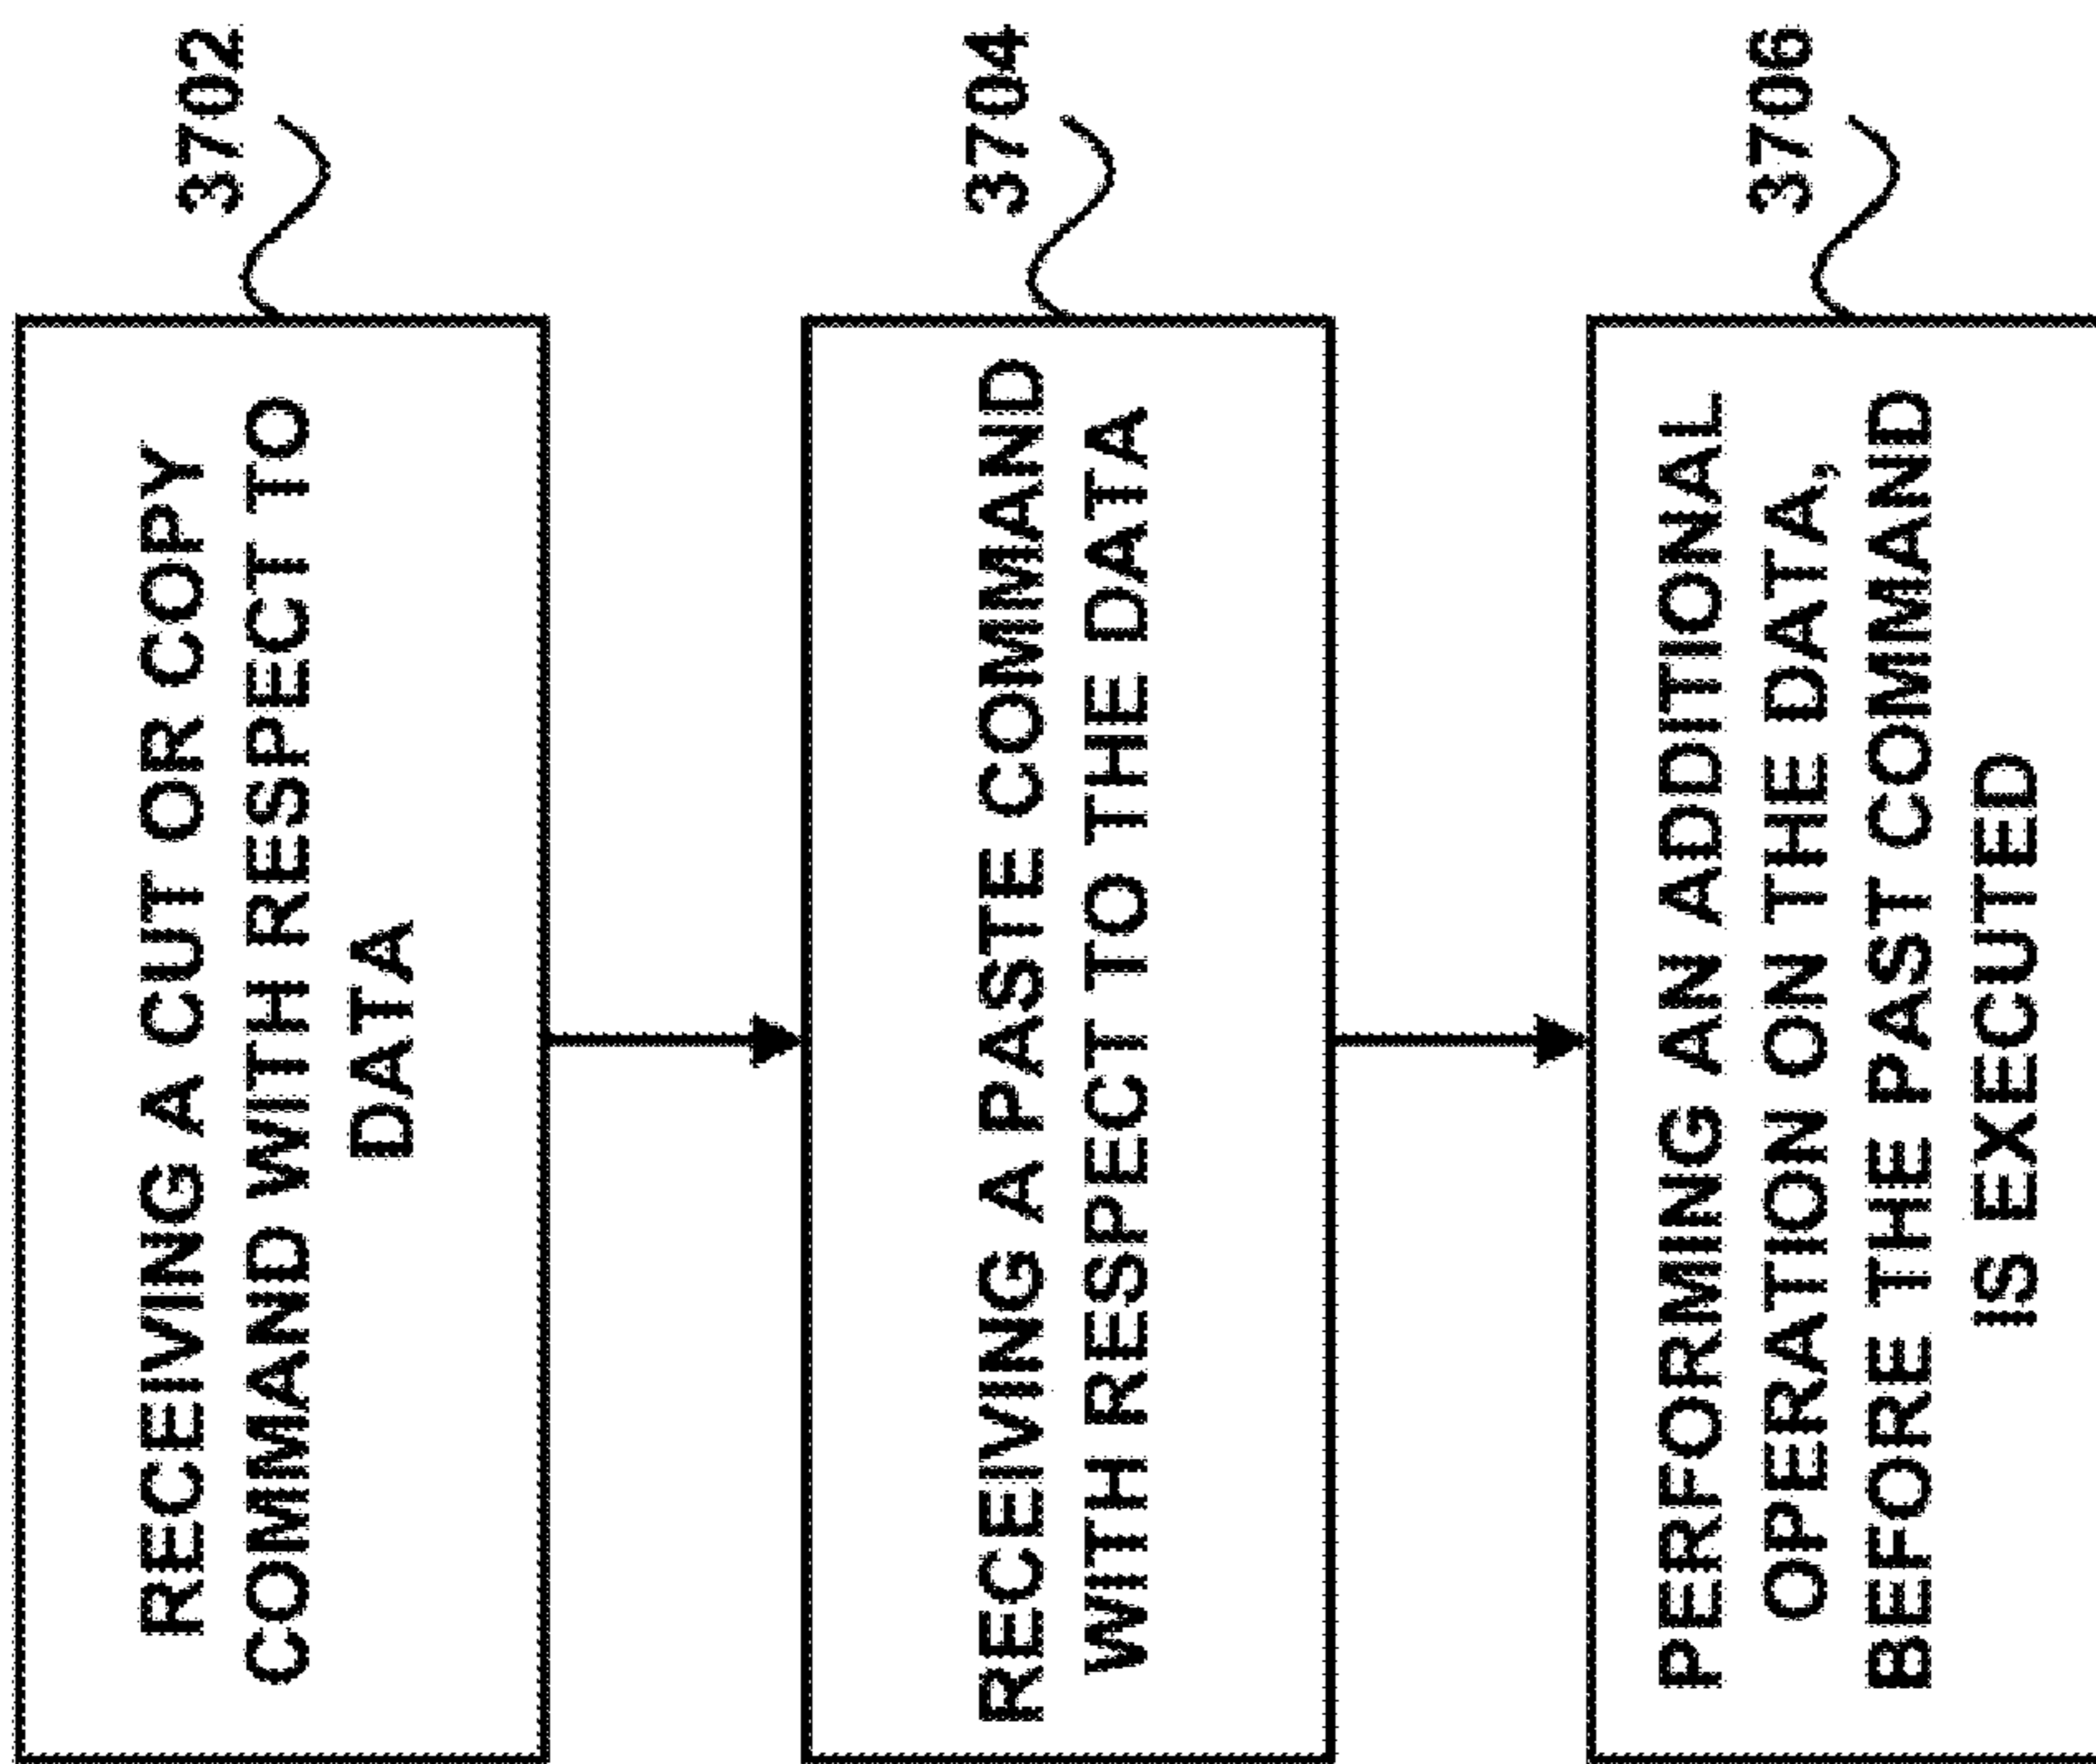 3702
RECEIVING A CUT OR COPY
COMMAND WITH RESPECT TO
DATA
3704
RECEIVING A PASTE COMMAND
WITH RESPECT TO THE DATA
3706
PERFORMING AN ADDITIONAL
OPERATION ON THE DATA,
BEFORE THE PAST COMMAND
IS EXECUTED